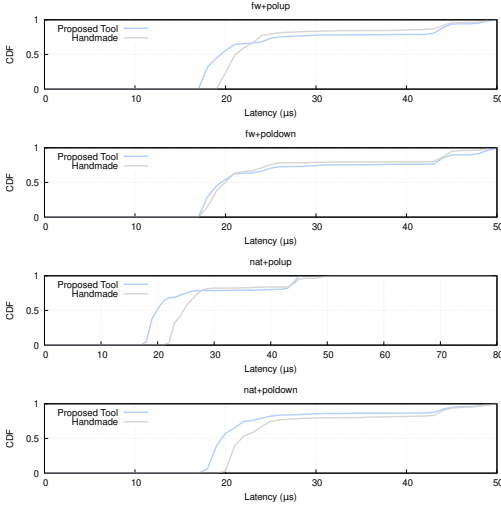 fw+polup
1
0.5
0
CDF
Proposed Tool
Handmade
0 10 20 30 40 50
Latency (µs)
fw+poldown
1
0.5
0
CDF
Proposed Tool
Handmade
0 10 20 30 40 50
Latency (µs)
nat+polup
1
0.5
0
CDF
Proposed Tool
Handmade
0 10 20 30 40 50 60 70 80
Latency (µs)
nat+poldown
1
0.5
0
CDF
Proposed Tool
Handmade
0 10 20 30 40 50
Latency (µs)